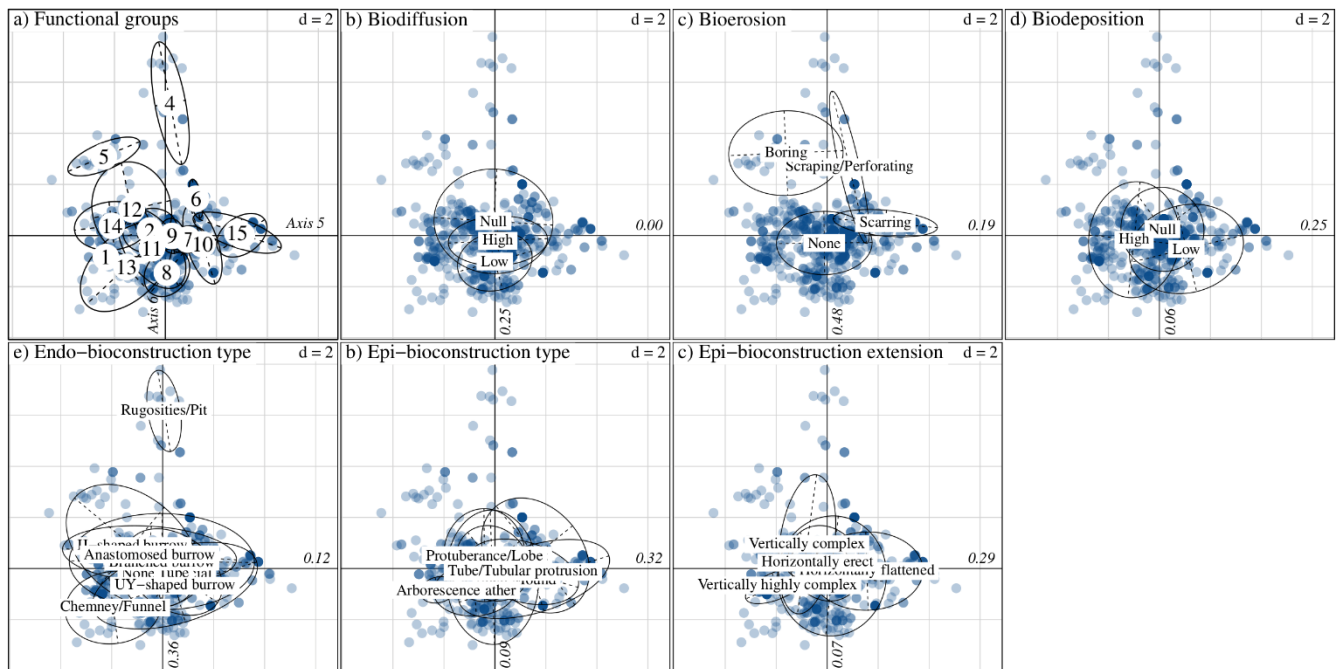 a) Functional groups d = 2
4
5
6
12
14
2
9
7
10
15
11
1
13
8
Axis 5
Axis 6
b) Biodiffusion d = 2
Null
High
Low
0.00
0.25
c) Bioerosion d = 2
Boring
Scraping/Perforating
Scarring
None
0.19
0.48
d) Biodeposition d = 2
Null
High
Low
0.25
0.06
e) Endo−bioconstruction type d = 2
Rugosities/Pit
Anastomosed burrow
UY−shaped burrow
Chemney/Funnel
0.12
0.36
b) Epi−bioconstruction type d = 2
Protuberance/Lobe
Tube/Tubular protrusion
Arborescence ather
0.32
0.09
c) Epi−bioconstruction extension d = 2
Vertically complex
Horizontally erect
flattened
Vertically highly complex
0.29
0.07